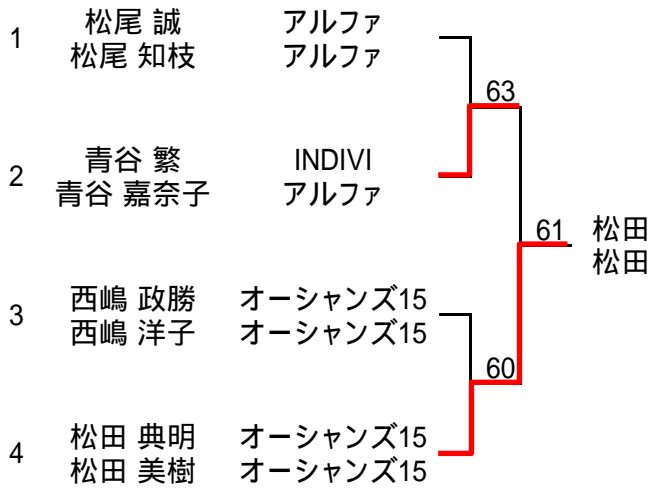 1 松尾 誠 アルファ
松尾 知枝 アルファ
63
2 青谷 繁 INDIVI
青谷 嘉奈子 アルファ
61 松田
松田
3 西嶋 政勝 オーシャンズ15
西嶋 洋子 オーシャンズ15
60
4 松田 典明 オーシャンズ15
松田 美樹 オーシャンズ15